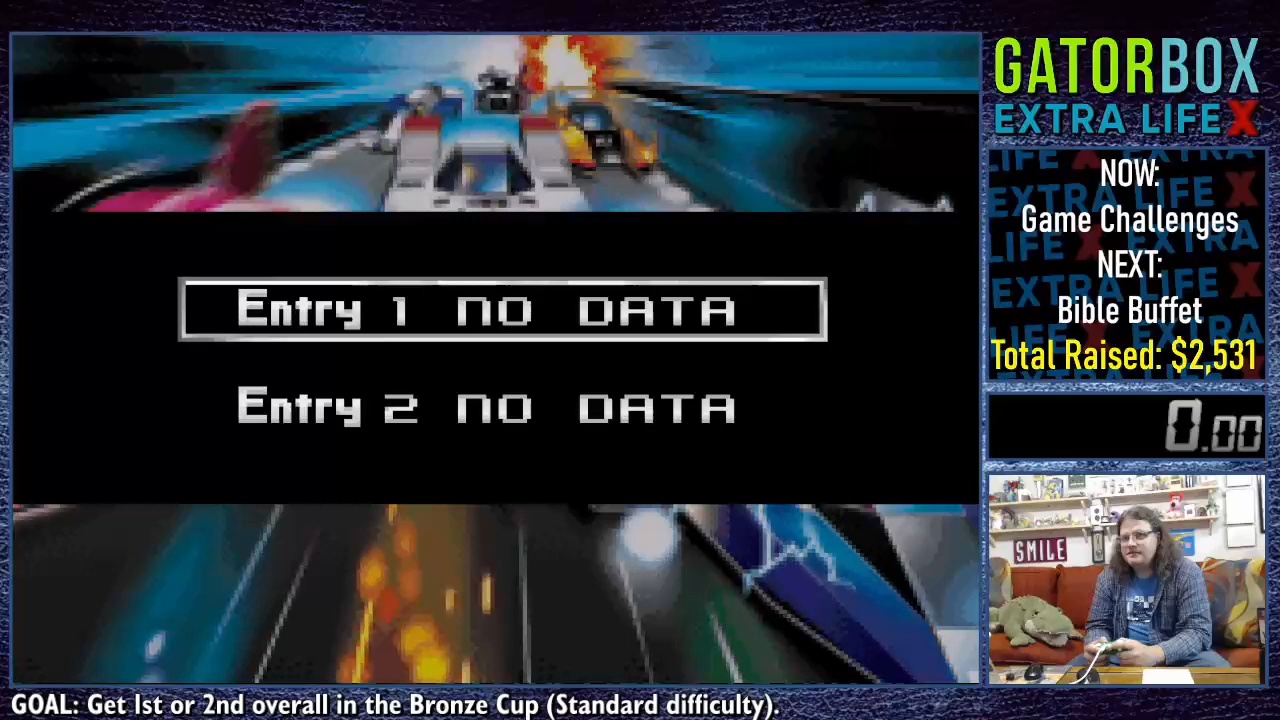 GATORBOX
EXTRA LIFE X
NOW:
Game Challenges
NEXT:
Bible Buffet
Total Raised: $2,531
Entry 1 NO DATA
Entry 2 NO DATA
0.00
SMILE
GOAL: Get 1st or 2nd overall in the Bronze Cup (Standard difficulty).